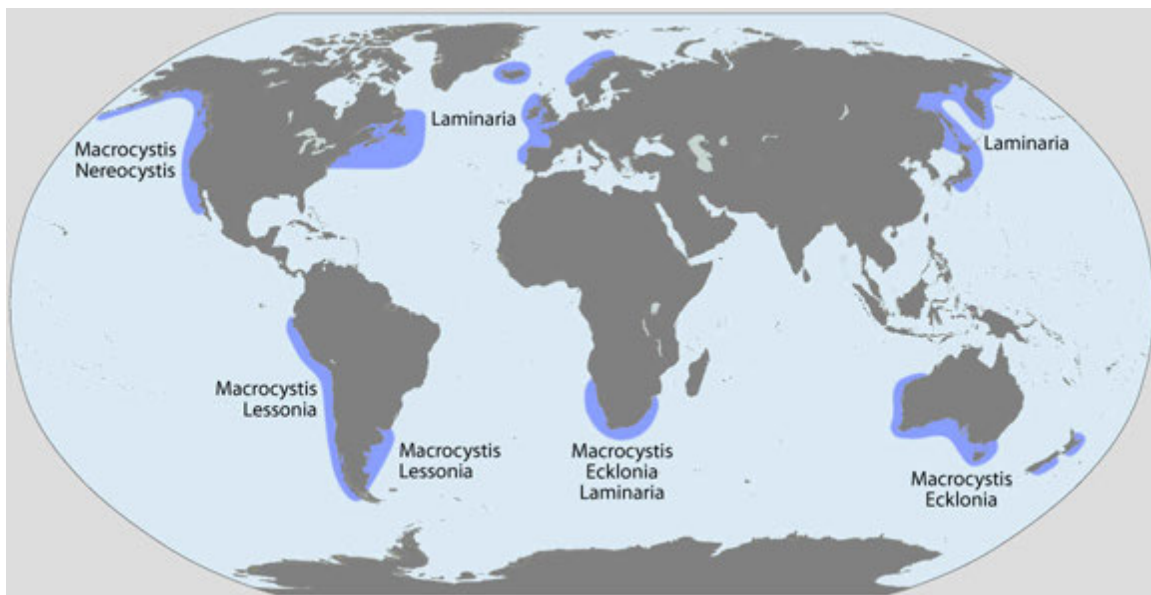 Laminaria
Macrocystis
Nereocystis
Laminaria
Macrocystis
Lessonia
Macrocystis
Lessonia
Macrocystis
Ecklonia
Laminaria
Macrocystis
Ecklonia